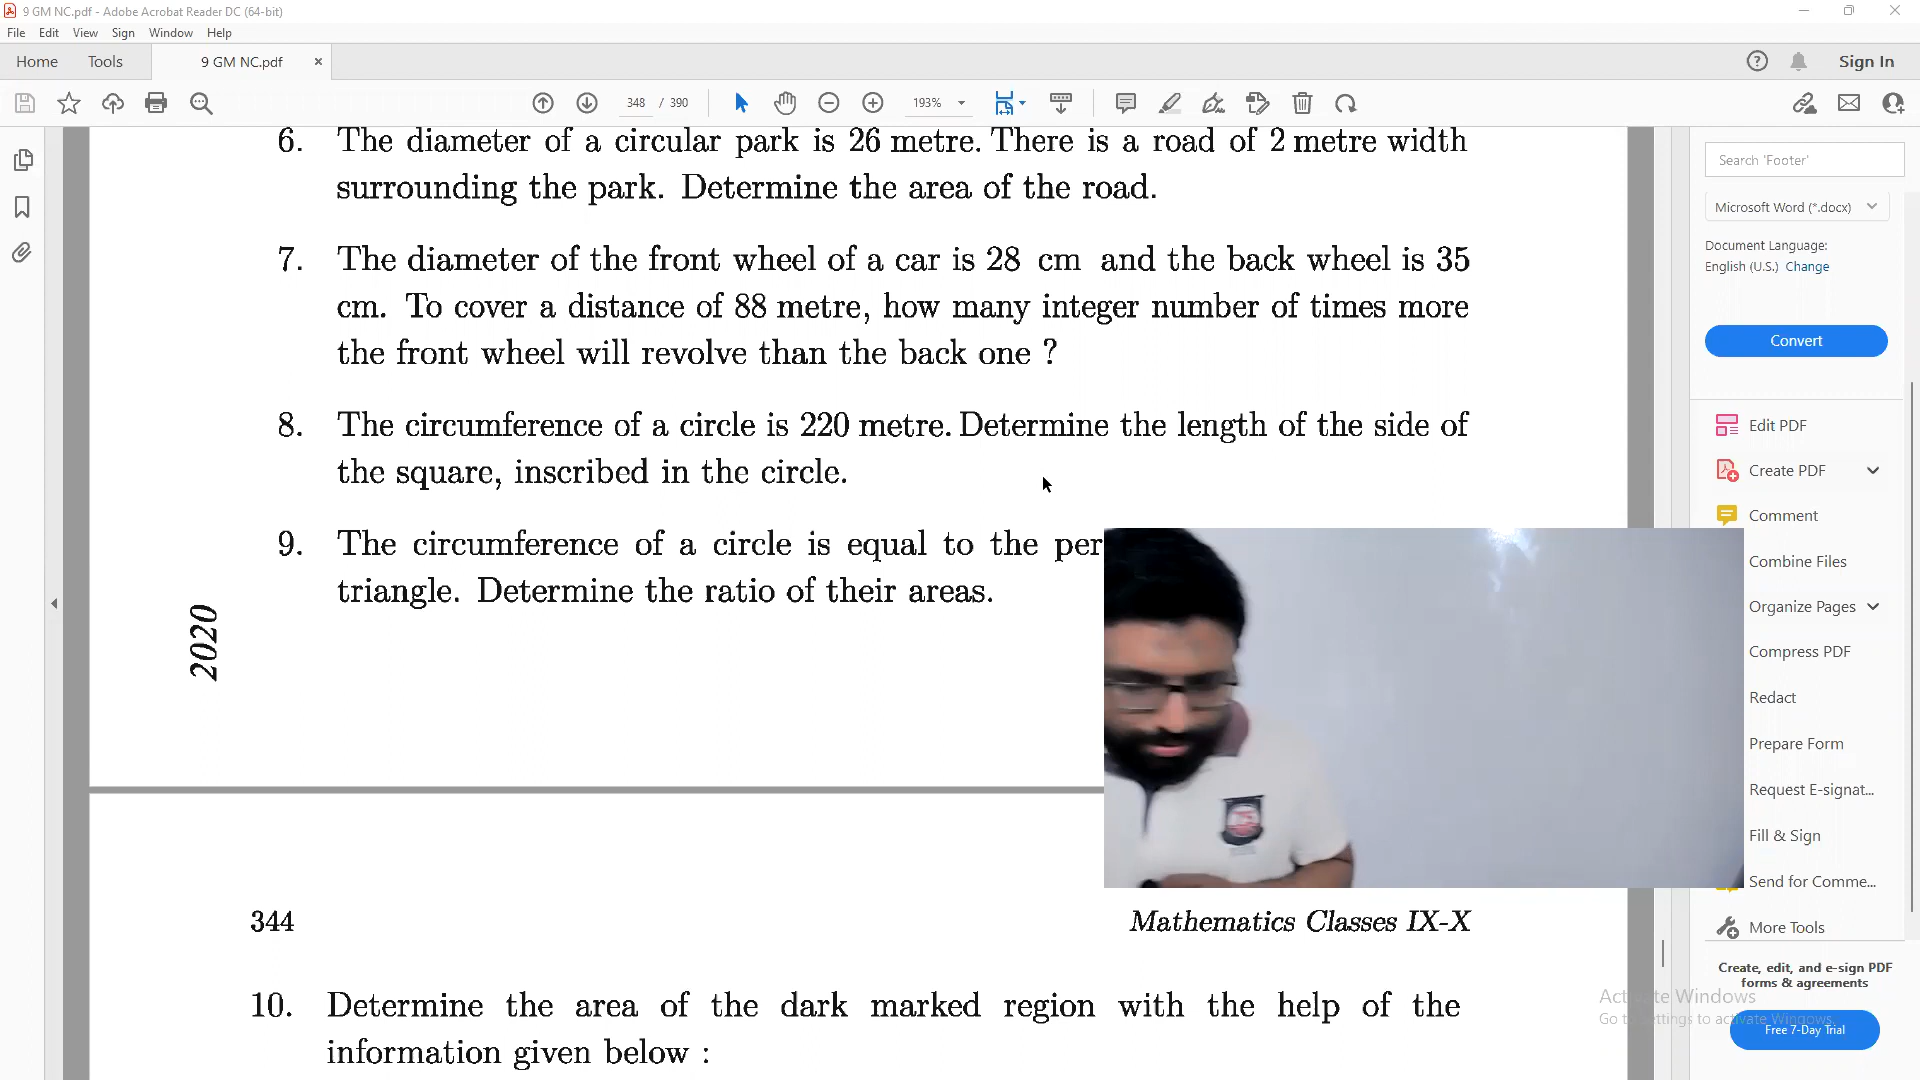 9 GM NC.pdf - Adobe Acrobat Reader DC (64-bit)
File Edit View Sign Window Help
Home Tools 9 GM NC.pdf × Sign In
348 / 390 193%
6. The diameter of a circular park is 26 metre. There is a road of 2 metre width
surrounding the park. Determine the area of the road.
7. The diameter of the front wheel of a car is 28 cm and the back wheel is 35
cm. To cover a distance of 88 metre, how many integer number of times more
the front wheel will revolve than the back one ?
8. The circumference of a circle is 220 metre. Determine the length of the side of
the square, inscribed in the circle.
9. The circumference of a circle is equal to the per
triangle. Determine the ratio of their areas.
2020
344 Mathematics Classes IX-X
10. Determine the area of the dark marked region with the help of the
information given below :
Search 'Footer'
Microsoft Word (*.docx)
Document Language:
English (U.S.) Change
Convert
Edit PDF
Create PDF
Comment
Combine Files
Organize Pages
Compress PDF
Redact
Prepare Form
Request E-signat...
Fill & Sign
Send for Comme...
More Tools
Create, edit, and e-sign PDF
forms & agreements
Free 7-Day Trial
Activate Windows
Go to Settings to activate Windows.